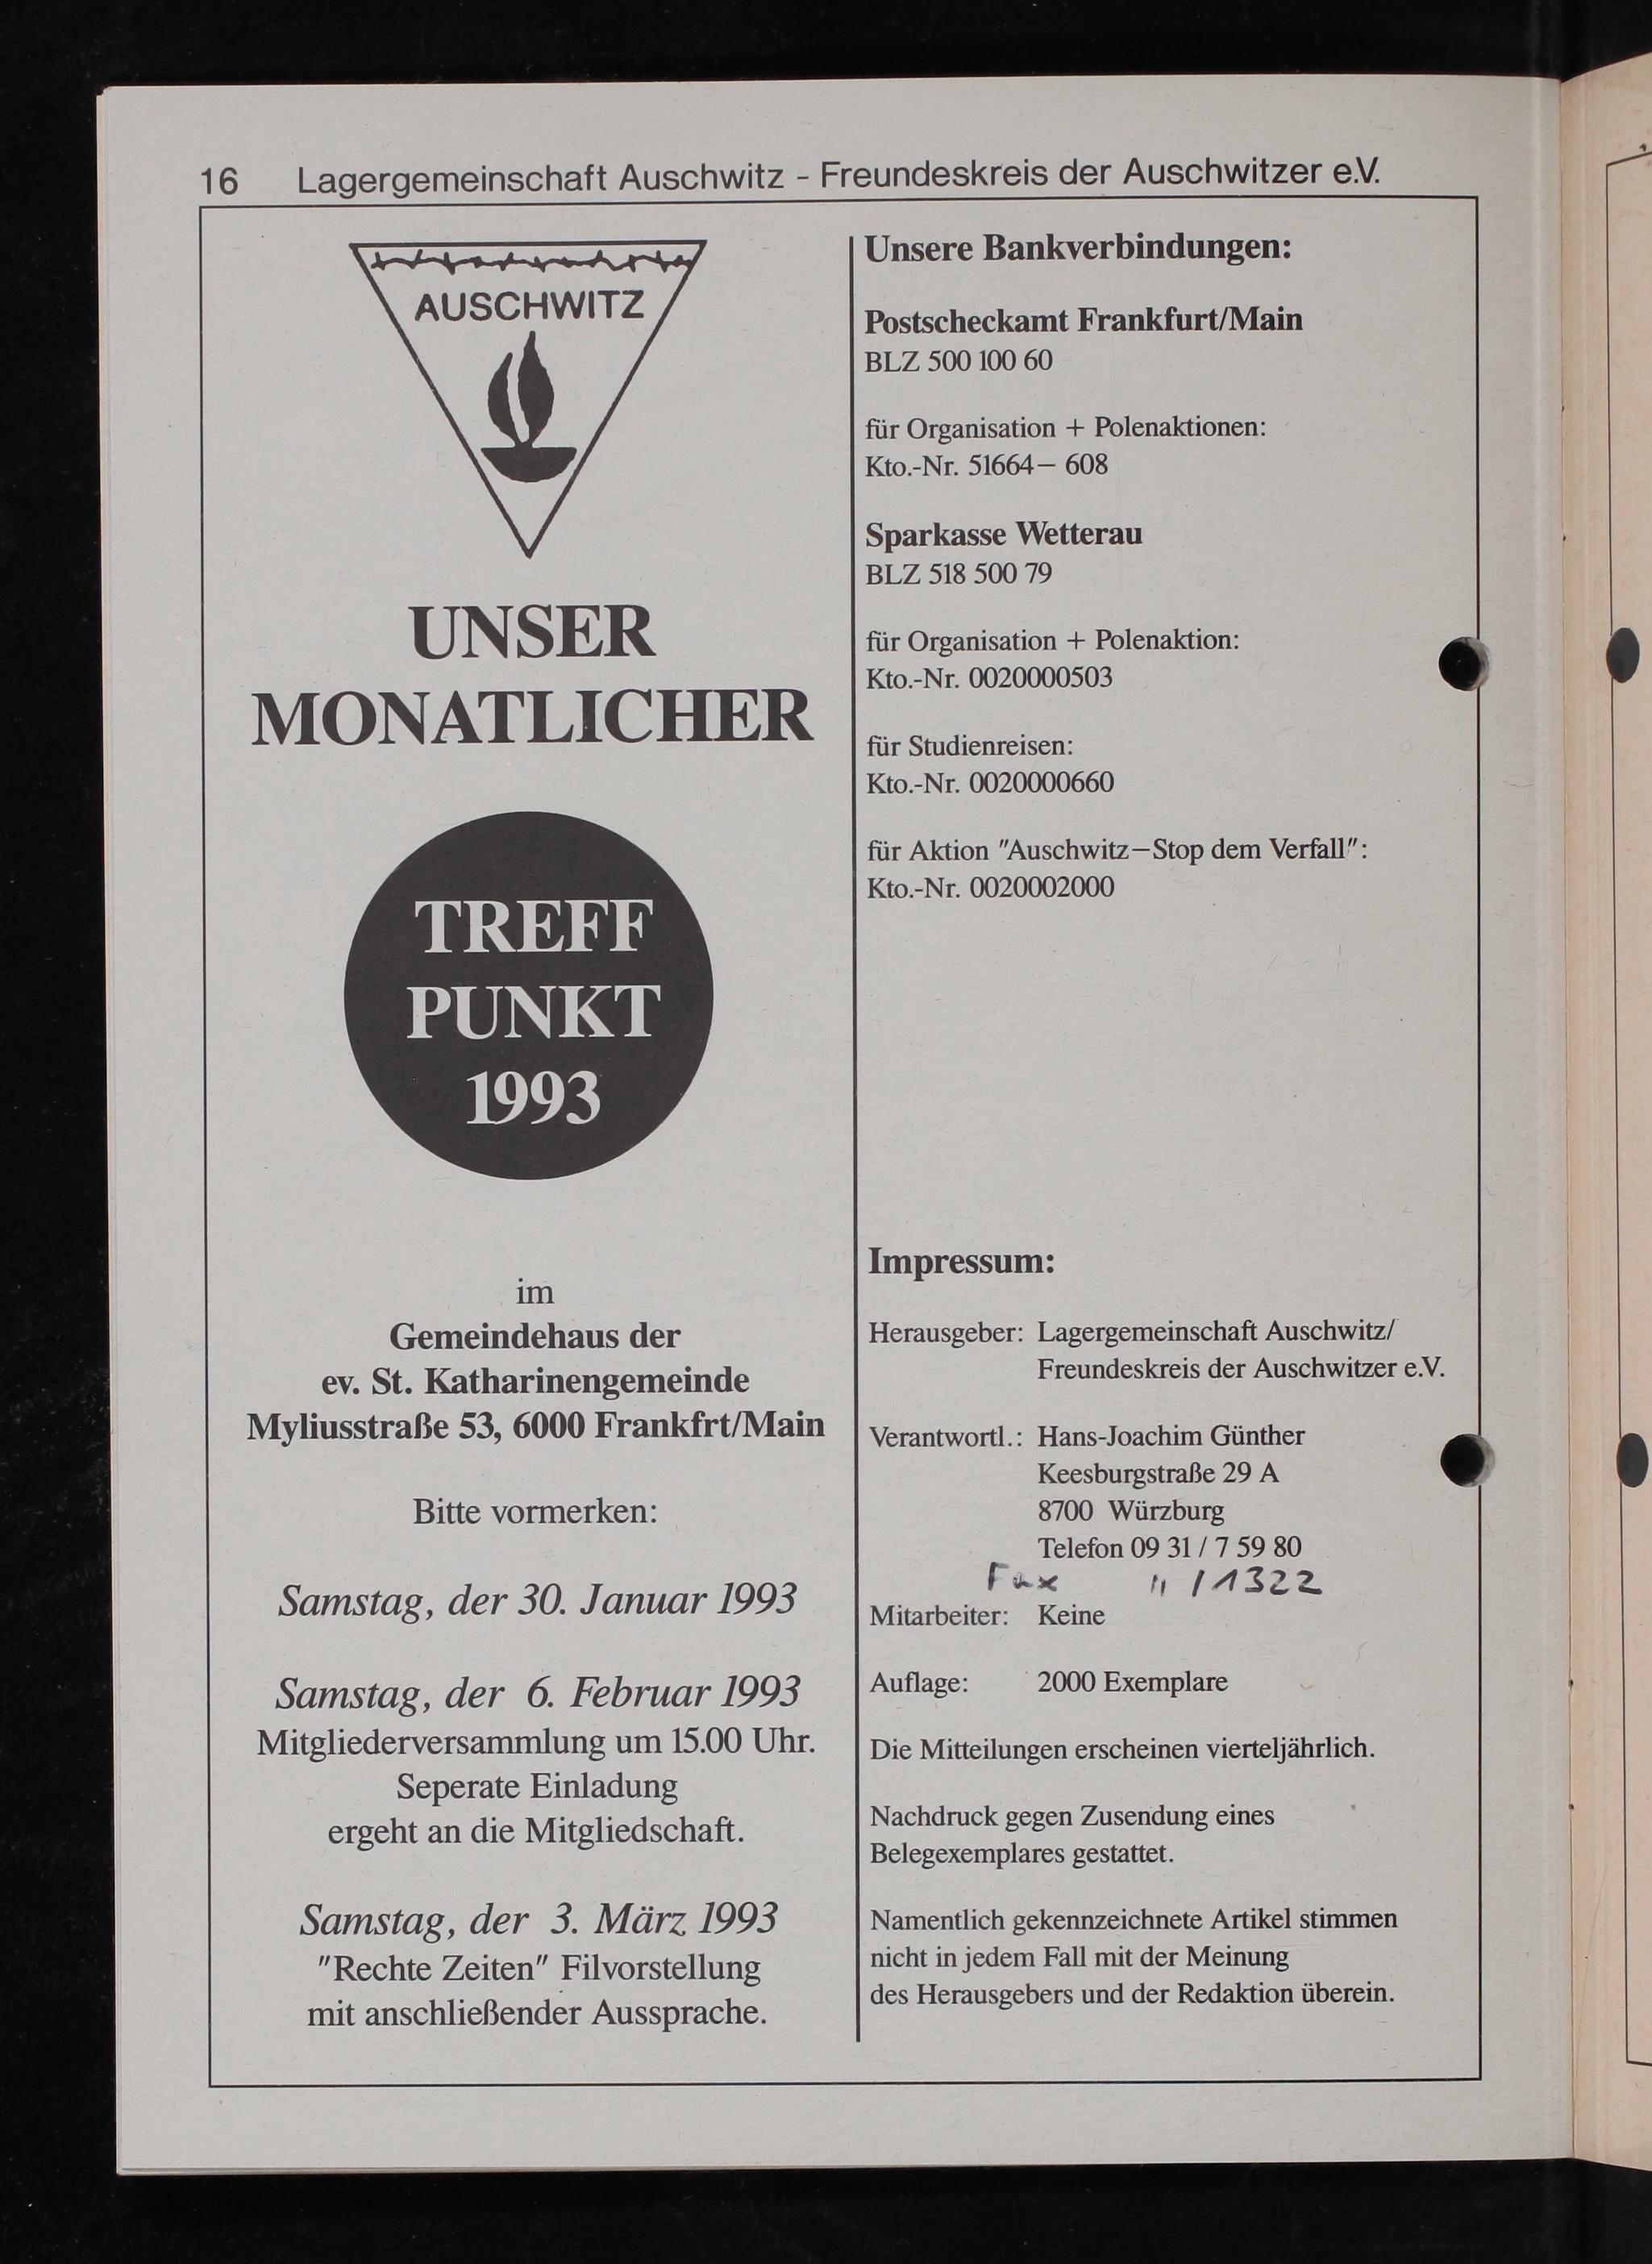 16 Lagergemeinschaft Auschwitz - Freundeskreis der Auschwitzer e.V.
AUSCHWITZ
UNSER
MONATLICHER
TREFF
PUNKT
1993
im
Gemeindehaus der
ev. St. Katharinengemeinde
Myliusstraße 53, 6000 Frankfrt/Main
Bitte vormerken:
Samstag, der 30. Januar 1993
Samstag, der 6. Februar 1993
Mitgliederversammlung um 15.00 Uhr.
Seperate Einladung
ergeht an die Mitgliedschaft.
Samstag, der 3. März 1993
"Rechte Zeiten" Filvorstellung
mit anschließender Aussprache.
Unsere Bankverbindungen:
Postscheckamt Frankfurt/Main
BLZ 500 100 60
für Organisation + Polenaktionen:
Kto.-Nr. 51664– 608
Sparkasse Wetterau
BLZ 518 500 79
für Organisation + Polenaktion:
Kto.-Nr. 0020000503
für Studienreisen:
Kto.-Nr. 0020000660
für Aktion "Auschwitz–Stop dem Verfall":
Kto.-Nr. 0020002000
Impressum:
Herausgeber: Lagergemeinschaft Auschwitz/
Freundeskreis der Auschwitzer e.V.
Verantwortl.: Hans-Joachim Günther
Keesburgstraße 29 A
8700 Würzburg
Telefon 09 31 / 7 59 80
Fax " / 1322
Mitarbeiter: Keine
Auflage: 2000 Exemplare
Die Mitteilungen erscheinen vierteljährlich.
Nachdruck gegen Zusendung eines
Belegexemplares gestattet.
Namentlich gekennzeichnete Artikel stimmen
nicht in jedem Fall mit der Meinung
des Herausgebers und der Redaktion überein.